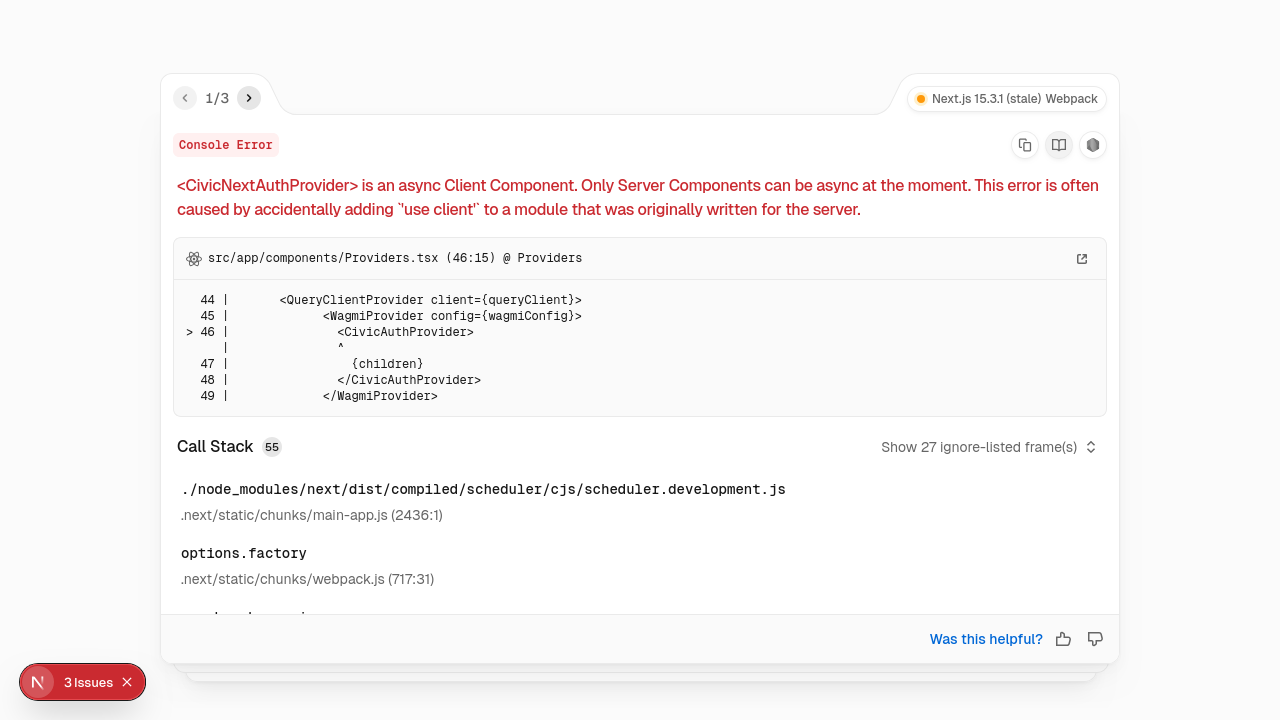 1/3
Next.js 15.3.1 (stale) Webpack
Console Error
<CivicNextAuthProvider> is an async Client Component. Only Server Components can be async at the moment. This error is often
caused by accidentally adding `'use client'` to a module that was originally written for the server.
src/app/components/Providers.tsx (46:15) @ Providers
44 |       <QueryClientProvider client={queryClient}>
45 |             <WagmiProvider config={wagmiConfig}>
> 46 |               <CivicAuthProvider>
|               ^
47 |                 {children}
48 |               </CivicAuthProvider>
49 |             </WagmiProvider>
Call Stack 55
Show 27 ignore-listed frame(s)
./node_modules/next/dist/compiled/scheduler/cjs/scheduler.development.js
.next/static/chunks/main-app.js (2436:1)
options.factory
.next/static/chunks/webpack.js (717:31)
Was this helpful?
N 3 Issues